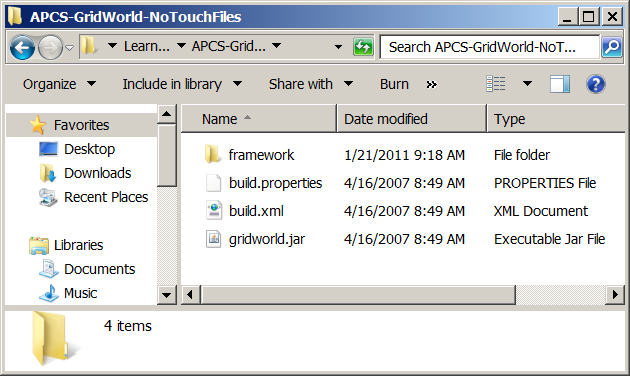 APCS-GridWorld-NoTouchFiles
Learn... APCS-Grid... Search APCS-GridWorld-NoT...
Organize Include in library Share with Burn »
Favorites Name Date modified Type
Desktop framework 1/21/2011 9:18 AM File folder
Downloads build.properties 4/16/2007 8:49 AM PROPERTIES File
Recent Places build.xml 4/16/2007 8:49 AM XML Document
gridworld.jar 4/16/2007 8:49 AM Executable Jar File
Libraries
Documents
Music
4 items